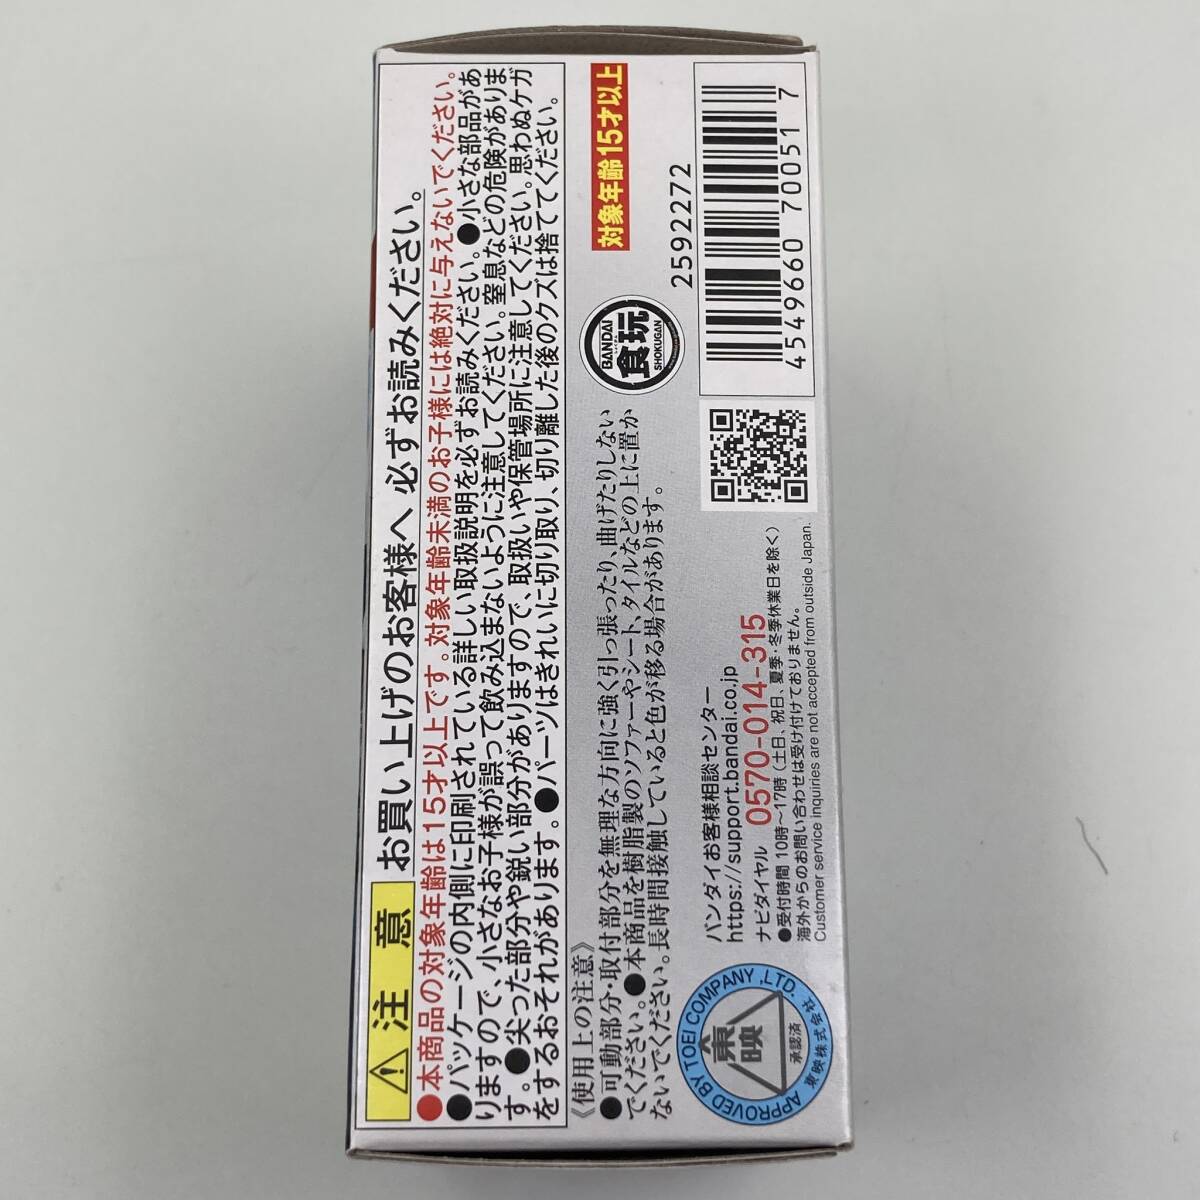 注 意 お買い上げのお客様へ 必ずお読みください。
●本商品の対象年齢は15才以上です。対象年齢未満のお子様には絶対に与えないでください。
●パッケージの内側に印刷されている詳しい取扱説明を必ずお読みください。●小さな部品があ
りますので、小さなお子様が誤って飲み込まないように注意してください。窒息などの危険がありま
す。●尖った部分や鋭い部分がありますので、取扱いや保管場所に注意してください。思わぬケガ
をするおそれがあります。●パーツはきれいに切り取り、切り離した後のクズは捨ててください。
《使用上の注意》
●可動部分・取付部分を無理な方向に強く引っ張ったり、曲げたりしない
でください。●本商品を樹脂製のソファーやシート、タイルなどの上に置か
ないでください。長時間接触していると色が移る場合があります。
対象年齢15才以上
BANDAI
食玩
SHOKUGAN
2592272
4549660 700517
バンダイお客様相談センター
https://support.bandai.co.jp
ナビダイヤル 0570-014-315
●受付時間 10時～17時（土日、祝日、夏季・冬季休業日を除く）
海外からのお問い合わせは受け付けておりません。
Customer service inquiries are not accepted from outside Japan.
APPROVED BY TOEI COMPANY ,LTD.
東映
承認済
東映株式会社